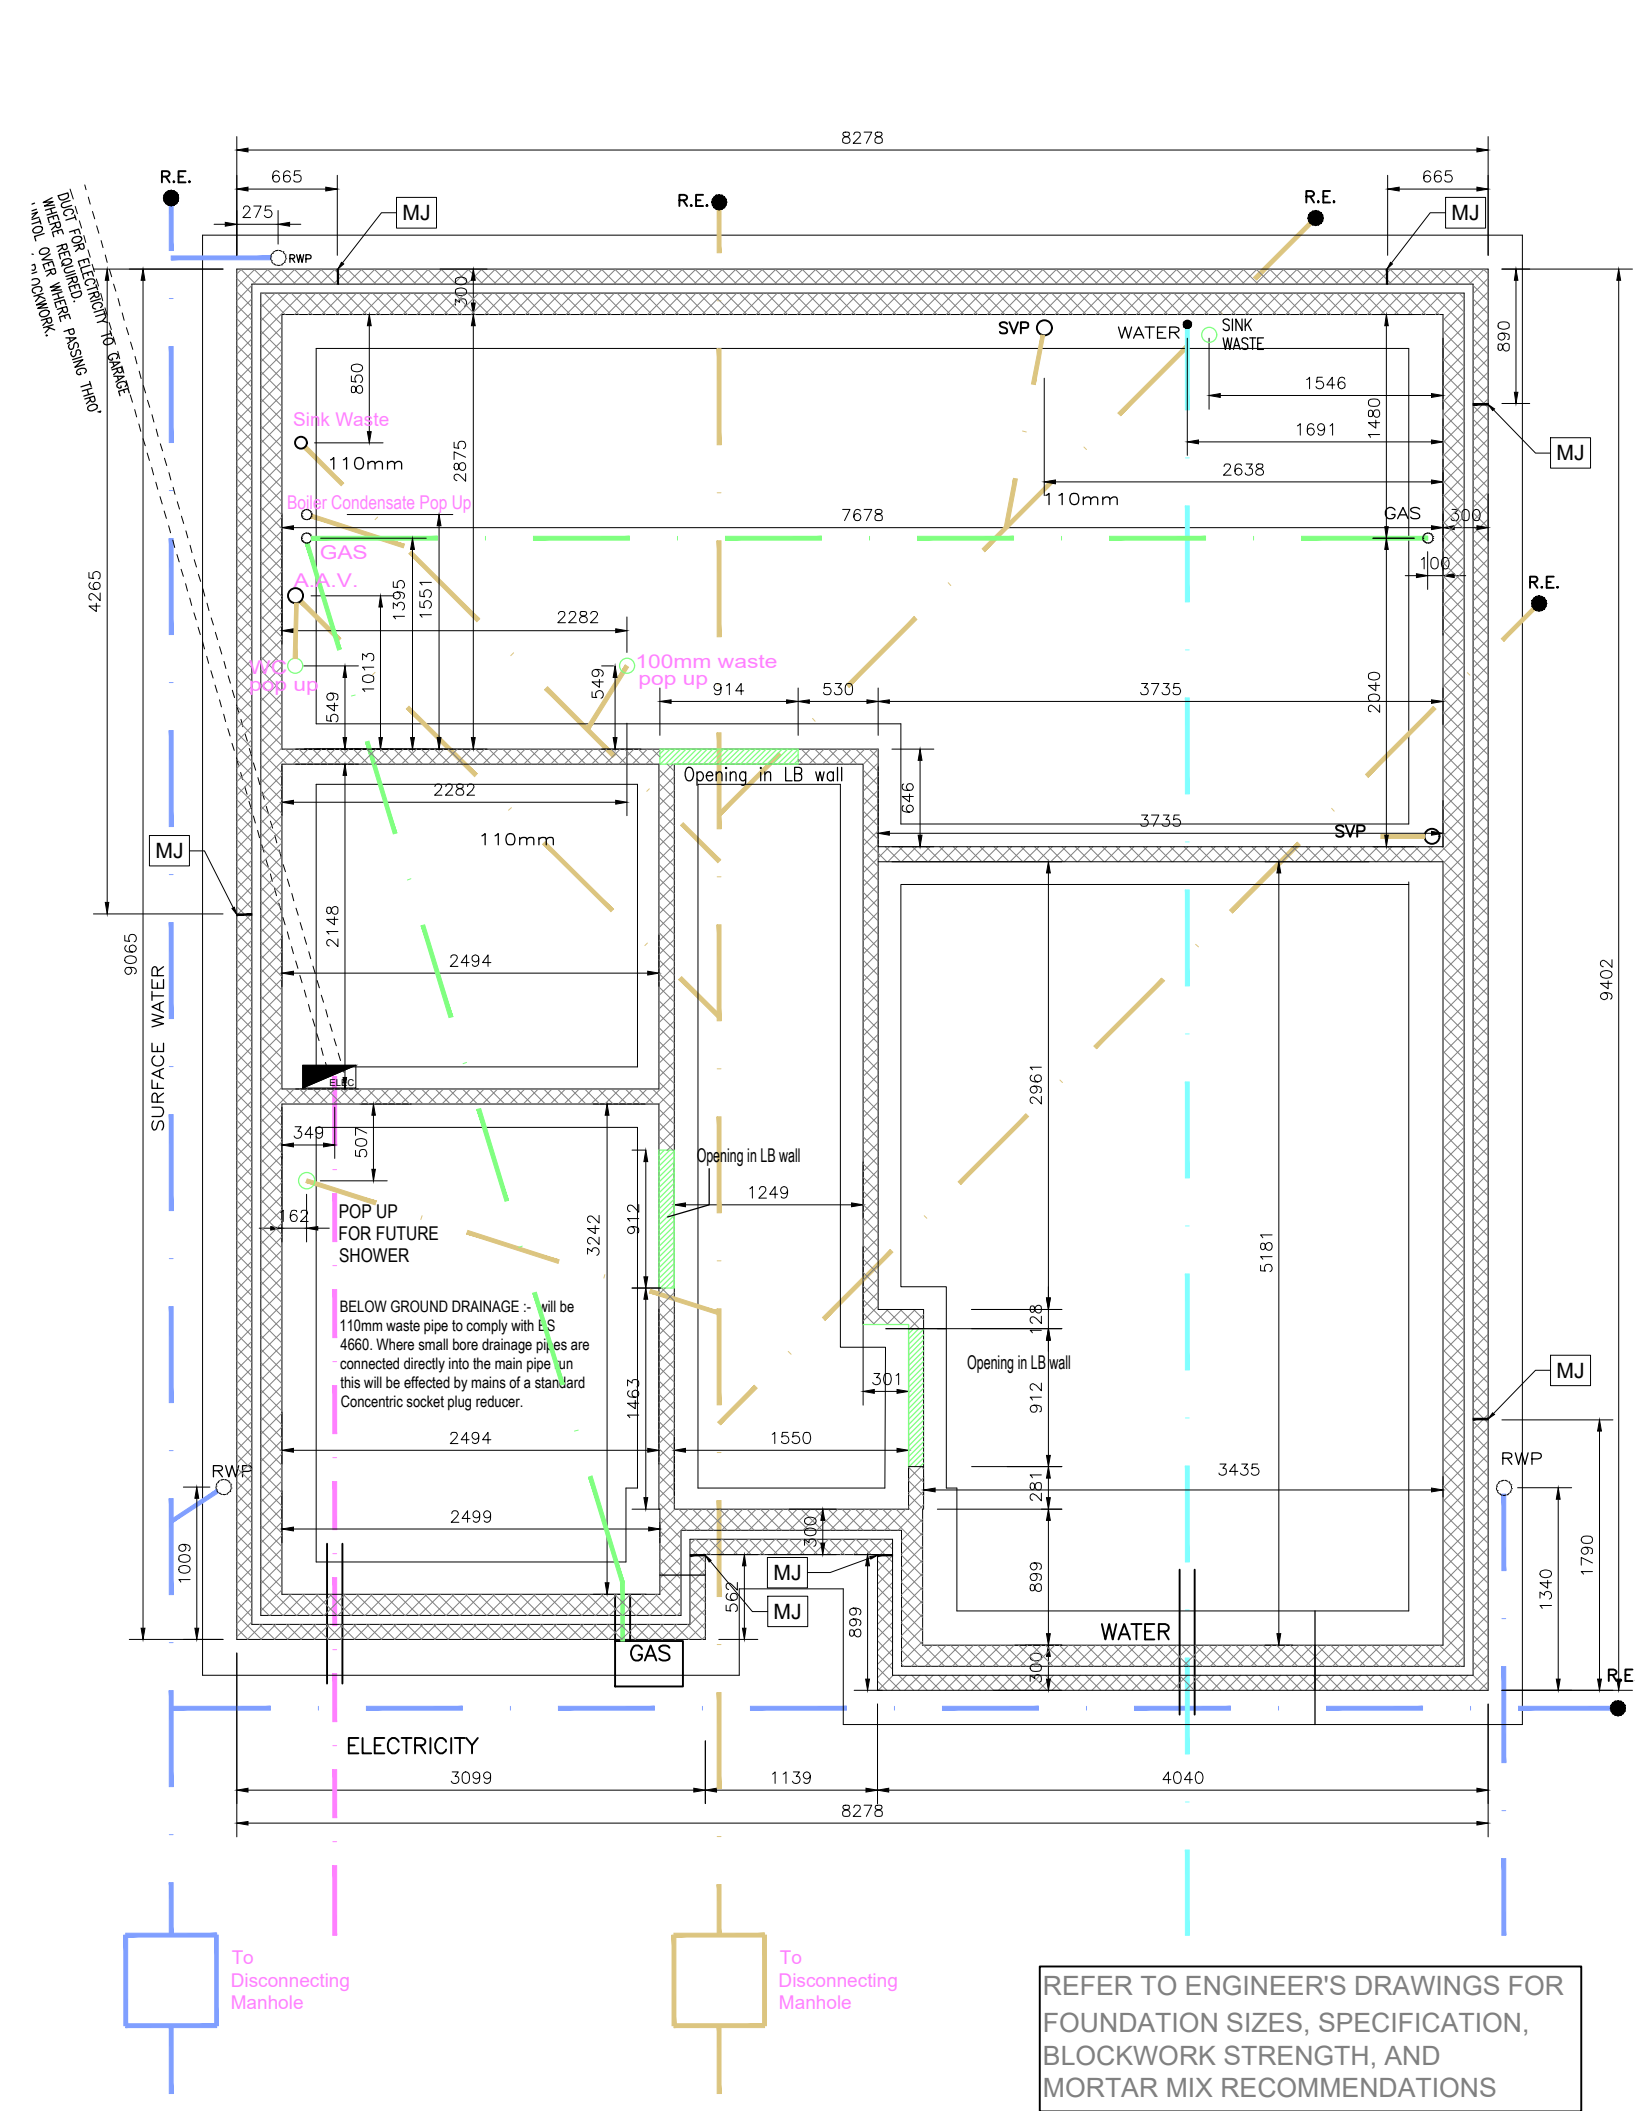 8278
R.E.
665
R.E.
R.E.
665
275
MJ
MJ
RWP
DUCT FOR ELECTRICITY TO GARAGE
WHERE REQUIRED.
OVER WHERE PASSING THRO'
300
SVP
WATER
SINK
WASTE
890
850
1546
1480
Sink Waste
1691
MJ
110mm
2875
2638
Boiler Condensate Pop Up
110mm
7678
GAS
300
GAS
100
4265
A.A.V.
1395
1551
R.E.
2282
1013
WC
pop up
549
549
100mm waste
pop up
914
530
3735
2040
Opening in LB wall
2282
646
3735
SVP
110mm
MJ
2148
9065
2494
9402
SURFACE WATER
ELEC
2961
349
507
Opening in LB wall
1249
162
POP UP
FOR FUTURE
SHOWER
912
3242
5181
BELOW GROUND DRAINAGE :- will be
110mm waste pipe to comply with BS
4660. Where small bore drainage pipes are
connected directly into the main pipe run
this will be effected by mains of a standard
Concentric socket plug reducer.
128
Opening in LB wall
301
912
MJ
1463
2494
1550
RWP
3435
RWP
281
2499
300
1009
MJ
562
MJ
899
899
1340
1790
WATER
GAS
300
R.E
ELECTRICITY
3099
1139
4040
8278
To
Disconnecting
Manhole
To
Disconnecting
Manhole
REFER TO ENGINEER'S DRAWINGS FOR
FOUNDATION SIZES, SPECIFICATION,
BLOCKWORK STRENGTH, AND
MORTAR MIX RECOMMENDATIONS